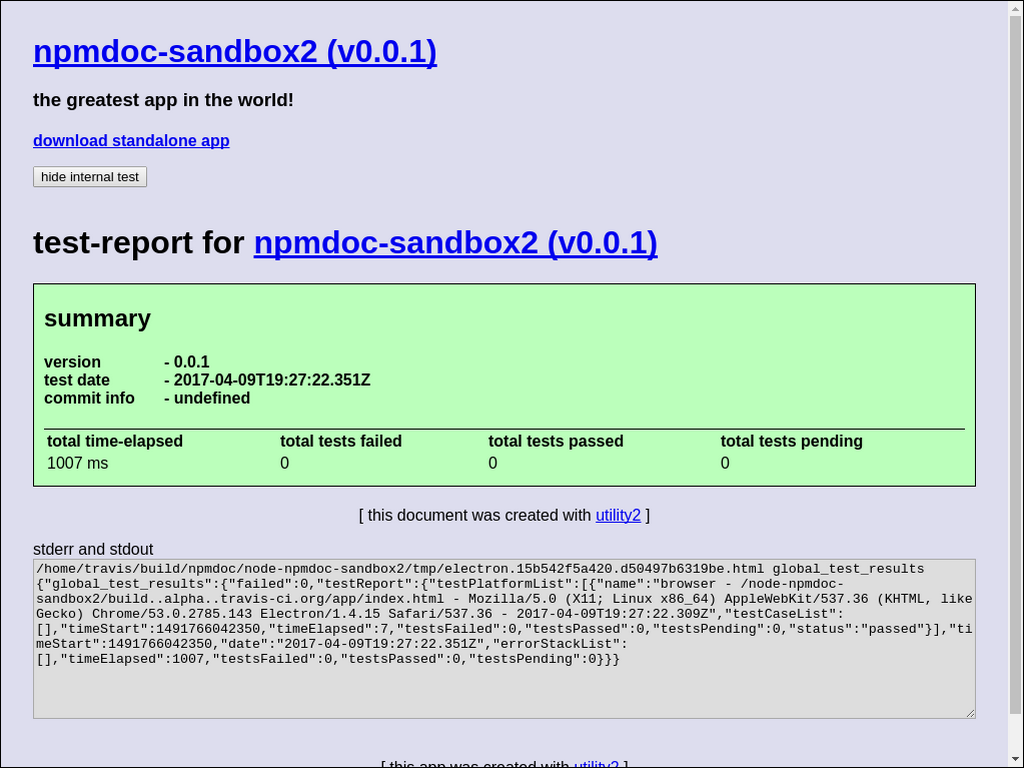 npmdoc-sandbox2 (v0.0.1)
the greatest app in the world!
download standalone app
hide internal test
test-report for npmdoc-sandbox2 (v0.0.1)
summary
version - 0.0.1
test date - 2017-04-09T19:27:22.351Z
commit info - undefined
total time-elapsed total tests failed total tests passed total tests pending
1007 ms 0 0 0
[ this document was created with utility2 ]
stderr and stdout
/home/travis/build/npmdoc/node-npmdoc-sandbox2/tmp/electron.15b542f5a420.d50497b6319be.html global_test_results
{"global_test_results":{"failed":0,"testReport":{"testPlatformList":[{"name":"browser - /node-npmdoc-
sandbox2/build..alpha..travis-ci.org/app/index.html - Mozilla/5.0 (X11; Linux x86_64) AppleWebKit/537.36 (KHTML, like
Gecko) Chrome/53.0.2785.143 Electron/1.4.15 Safari/537.36 - 2017-04-09T19:27:22.309Z","testCaseList":
[],"timeStart":1491766042350,"timeElapsed":7,"testsFailed":0,"testsPassed":0,"testsPending":0,"status":"passed"}],"ti
meStart":1491766042350,"date":"2017-04-09T19:27:22.351Z","errorStackList":
[],"timeElapsed":1007,"testsFailed":0,"testsPassed":0,"testsPending":0}}}
[ this app was created with utility2 ]